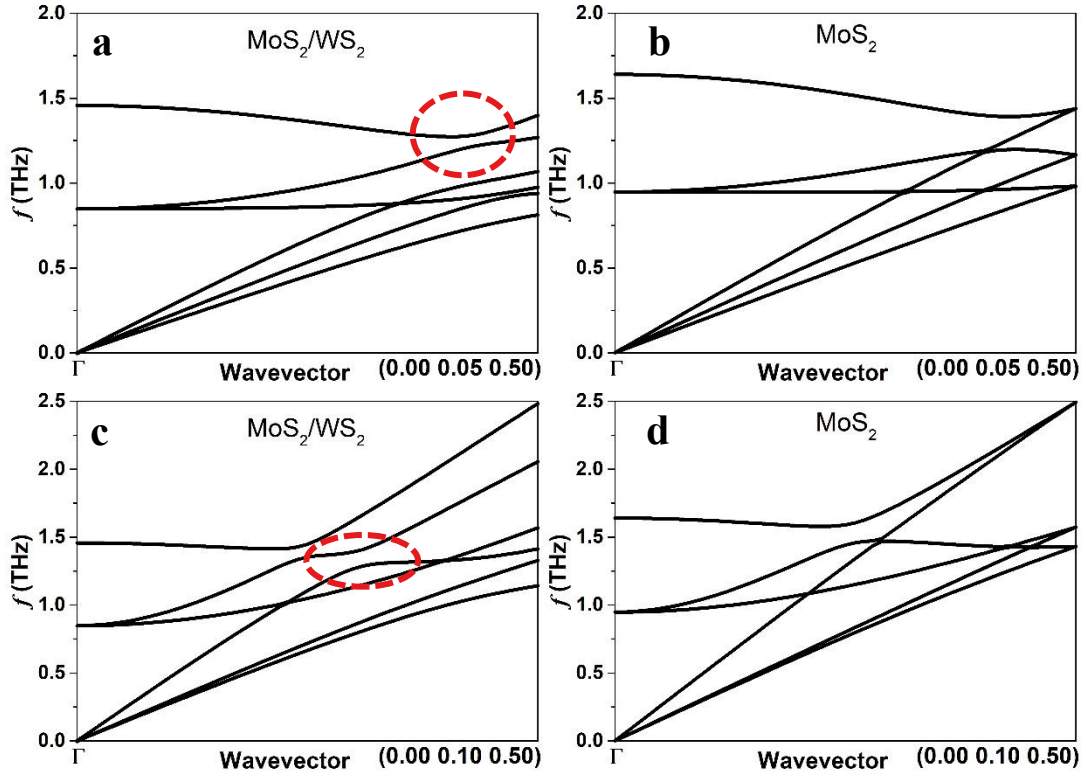 a
MoS₂/WS₂
2.0
1.5
1.0
0.5
0.0
f (THz)
Γ
Wavevector
(0.00 0.05 0.50)
b
MoS₂
2.0
1.5
1.0
0.5
0.0
f (THz)
Γ
Wavevector
(0.00 0.05 0.50)
c
MoS₂/WS₂
2.5
2.0
1.5
1.0
0.5
0.0
f (THz)
Γ
Wavevector
(0.00 0.10 0.50)
d
MoS₂
2.5
2.0
1.5
1.0
0.5
0.0
f (THz)
Γ
Wavevector
(0.00 0.10 0.50)